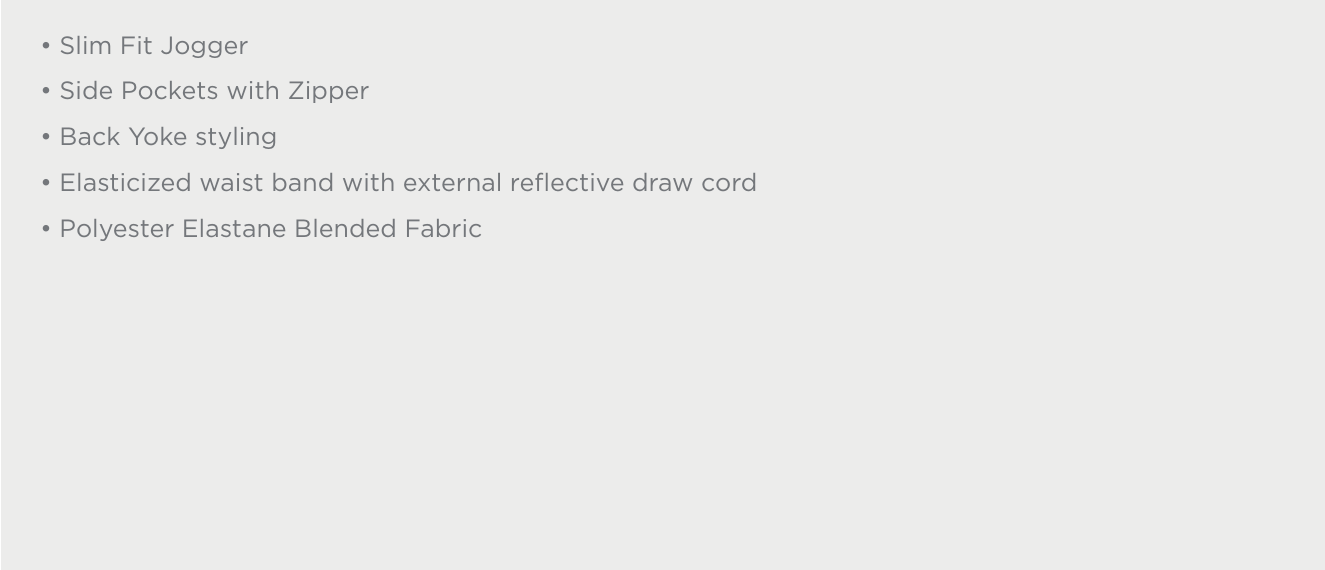 • Slim Fit Jogger
• Side Pockets with Zipper
• Back Yoke styling
• Elasticized waist band with external reflective draw cord
• Polyester Elastane Blended Fabric